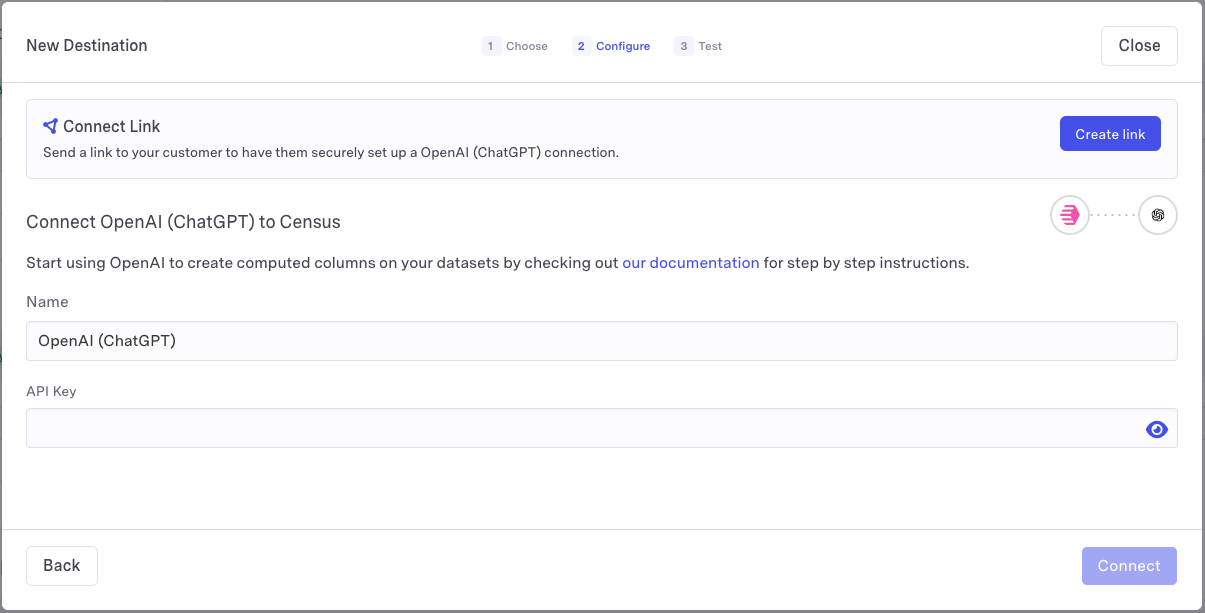 New Destination
1 Choose 2 Configure 3 Test
Close
Connect Link
Send a link to your customer to have them securely set up a OpenAI (ChatGPT) connection.
Create link
Connect OpenAI (ChatGPT) to Census
Start using OpenAI to create computed columns on your datasets by checking out our documentation for step by step instructions.
Name
OpenAI (ChatGPT)
API Key
Back
Connect